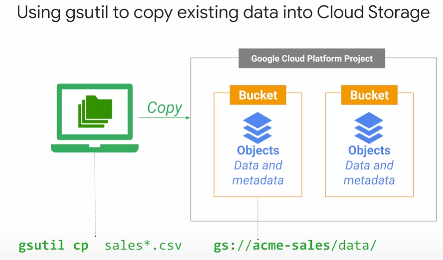 Using gsutil to copy existing data into Cloud Storage
Google Cloud Platform Project
Copy
Bucket
Objects
Data and
metadata
Bucket
Objects
Data and
metadata
gsutil cp sales*.csv gs://acme-sales/data/